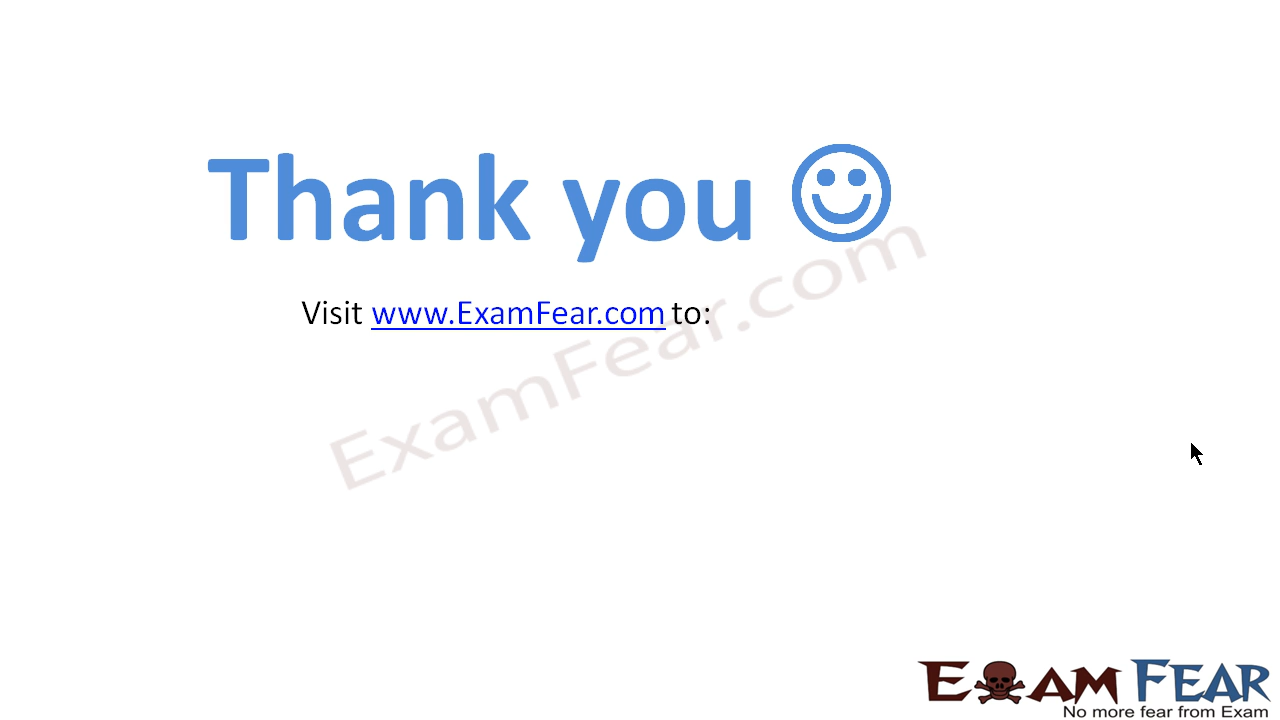 Thank you ☺
Visit www.ExamFear.com to:
ExamFear.com
EXAM FEAR
No more fear from Exam